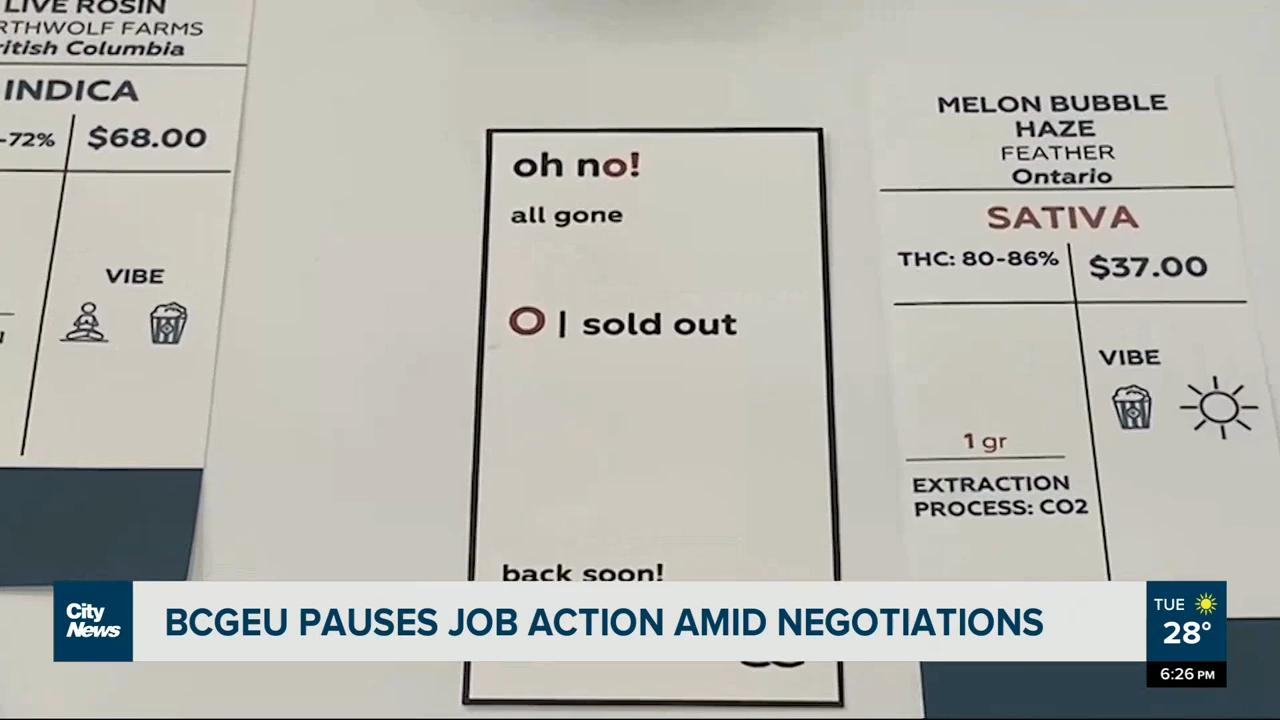 LIVE ROSIN
RTHWOLF FARMS
ritish Columbia
INDICA
-72%
$68.00
VIBE
oh no!
all gone
O | sold out
back soon!
MELON BUBBLE
HAZE
FEATHER
Ontario
SATIVA
THC: 80-86%
$37.00
VIBE
1 gr
EXTRACTION
PROCESS: CO2
City
News
BCGEU PAUSES JOB ACTION AMID NEGOTIATIONS
TUE
28°
6:26 PM